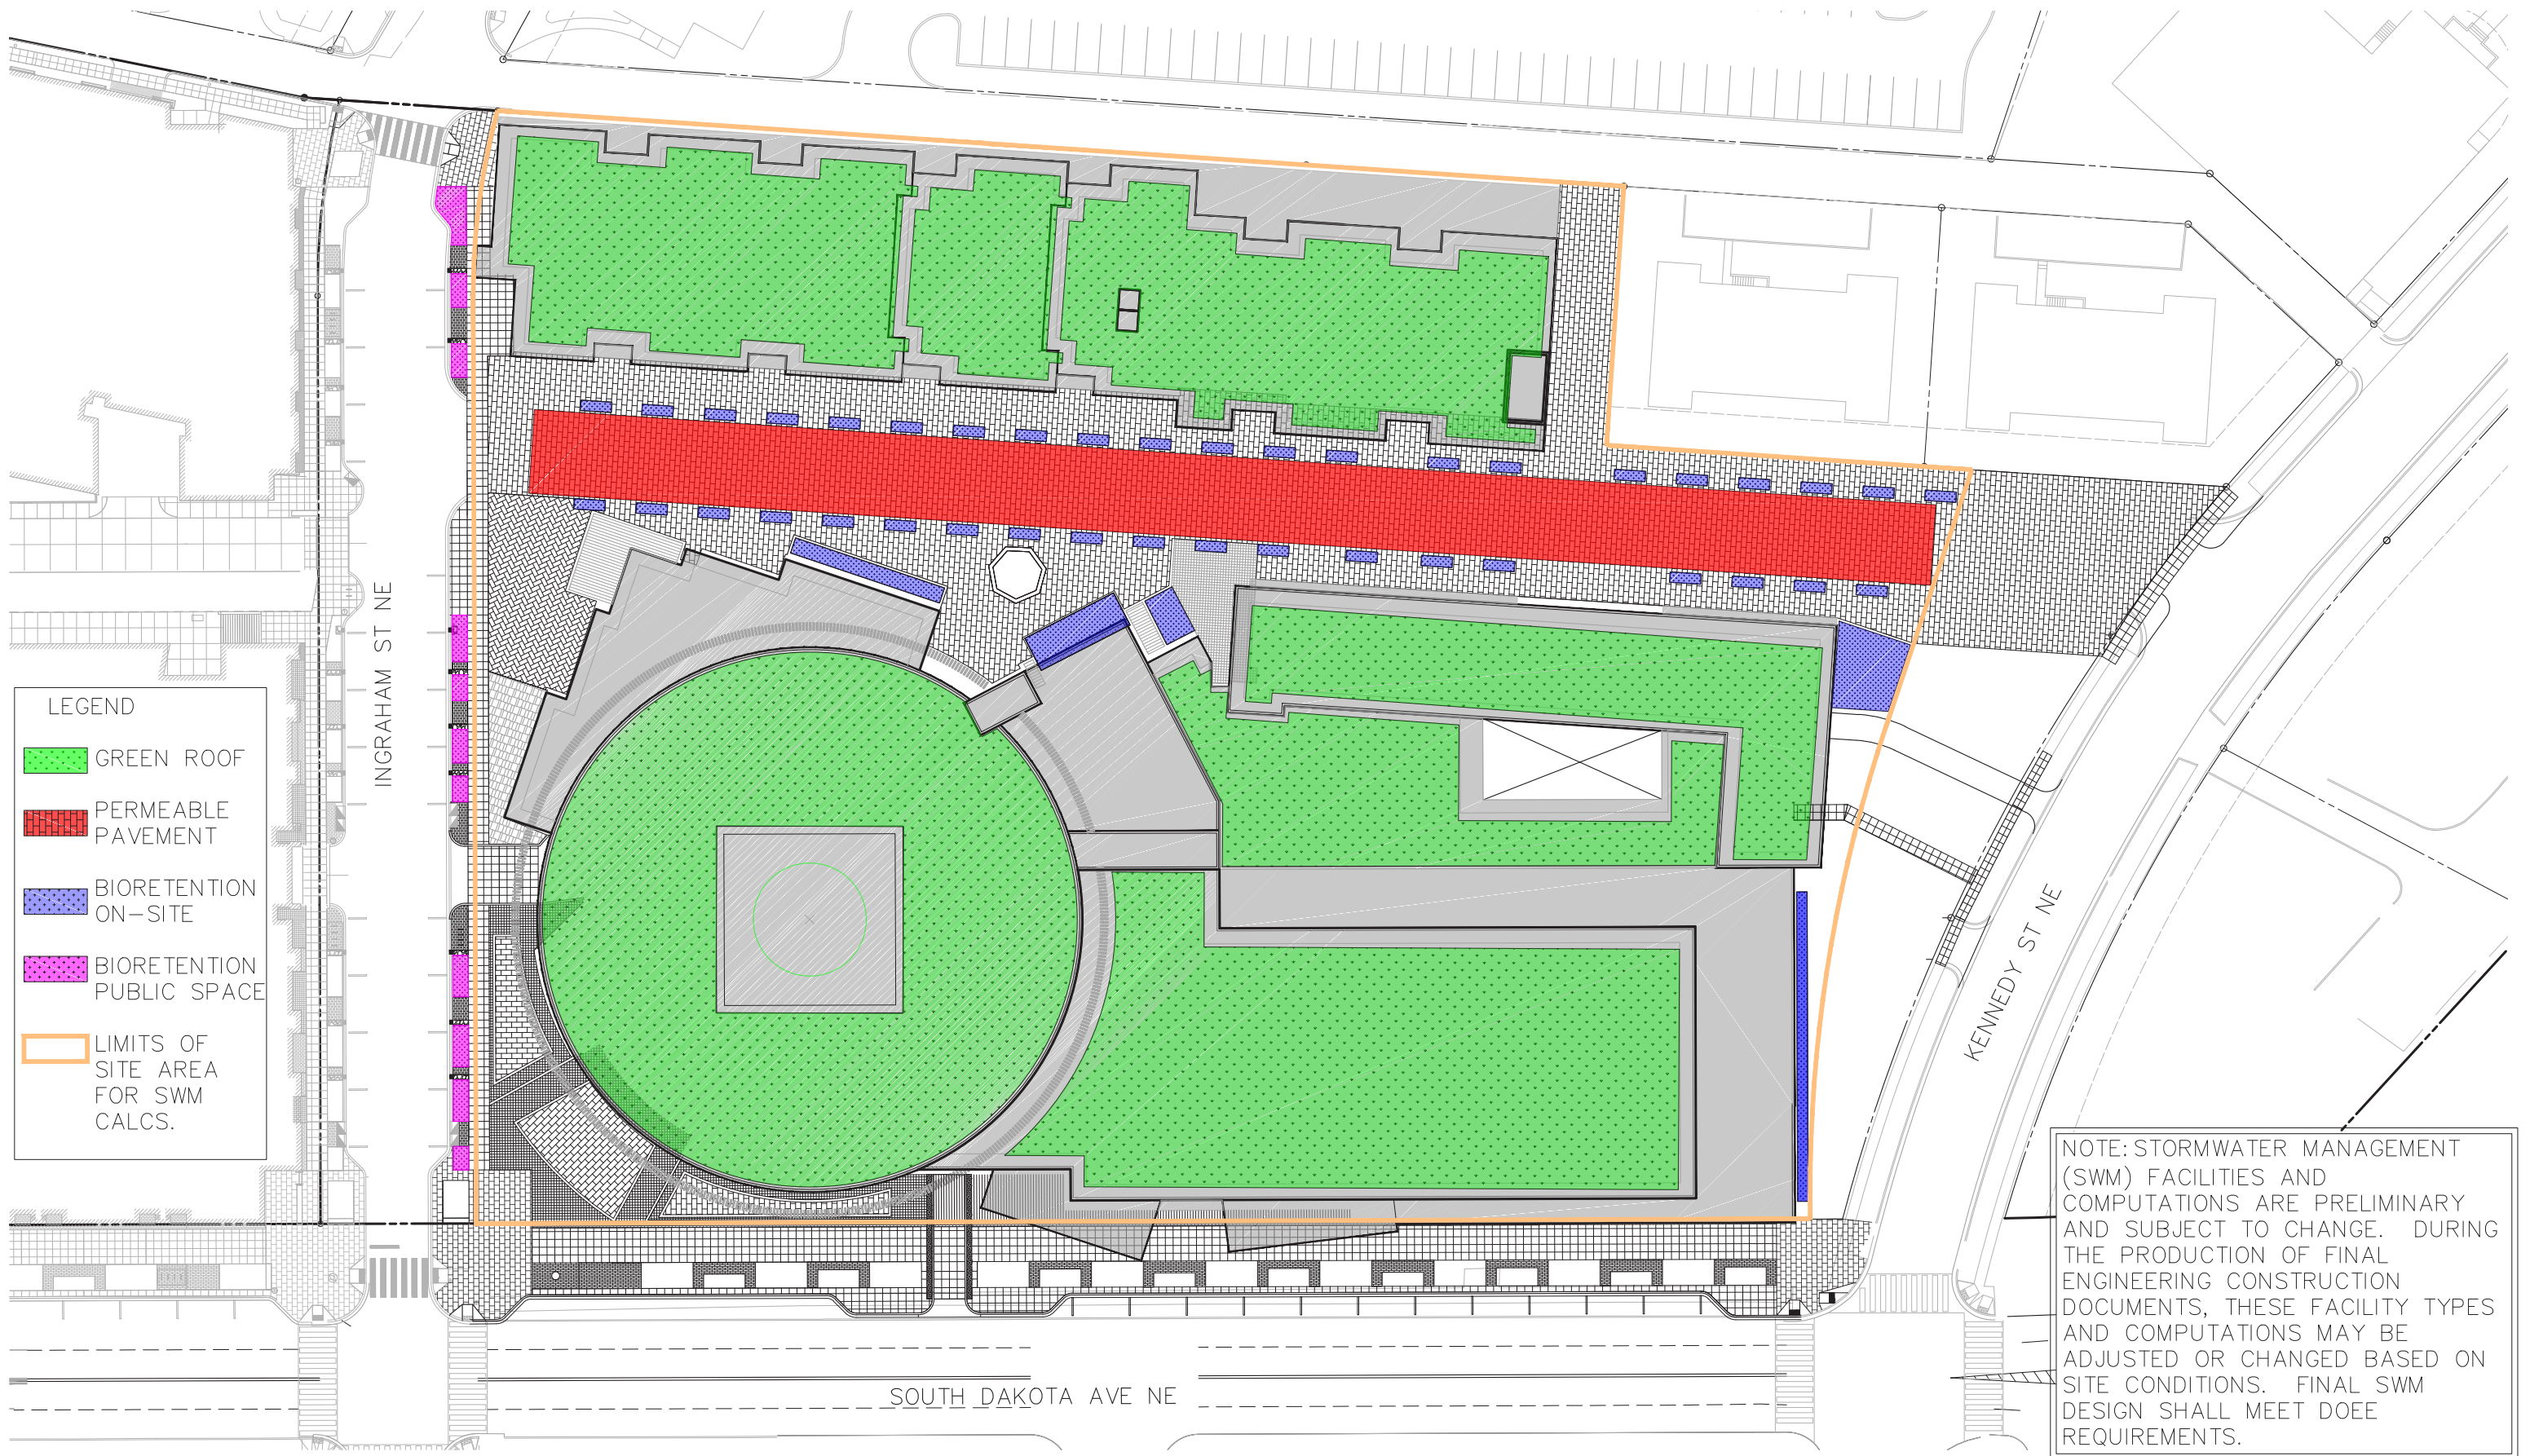 INGRAHAM ST NE
LEGEND
GREEN ROOF
PERMEABLE
PAVEMENT
BIORETENTION
ON-SITE
BIORETENTION
PUBLIC SPACE
LIMITS OF
SITE AREA
FOR SWM
CALCS.
KENNEDY ST NE
SOUTH DAKOTA AVE NE
NOTE: STORMWATER MANAGEMENT
(SWM) FACILITIES AND
COMPUTATIONS ARE PRELIMINARY
AND SUBJECT TO CHANGE. DURING
THE PRODUCTION OF FINAL
ENGINEERING CONSTRUCTION
DOCUMENTS, THESE FACILITY TYPES
AND COMPUTATIONS MAY BE
ADJUSTED OR CHANGED BASED ON
SITE CONDITIONS. FINAL SWM
DESIGN SHALL MEET DOEE
REQUIREMENTS.